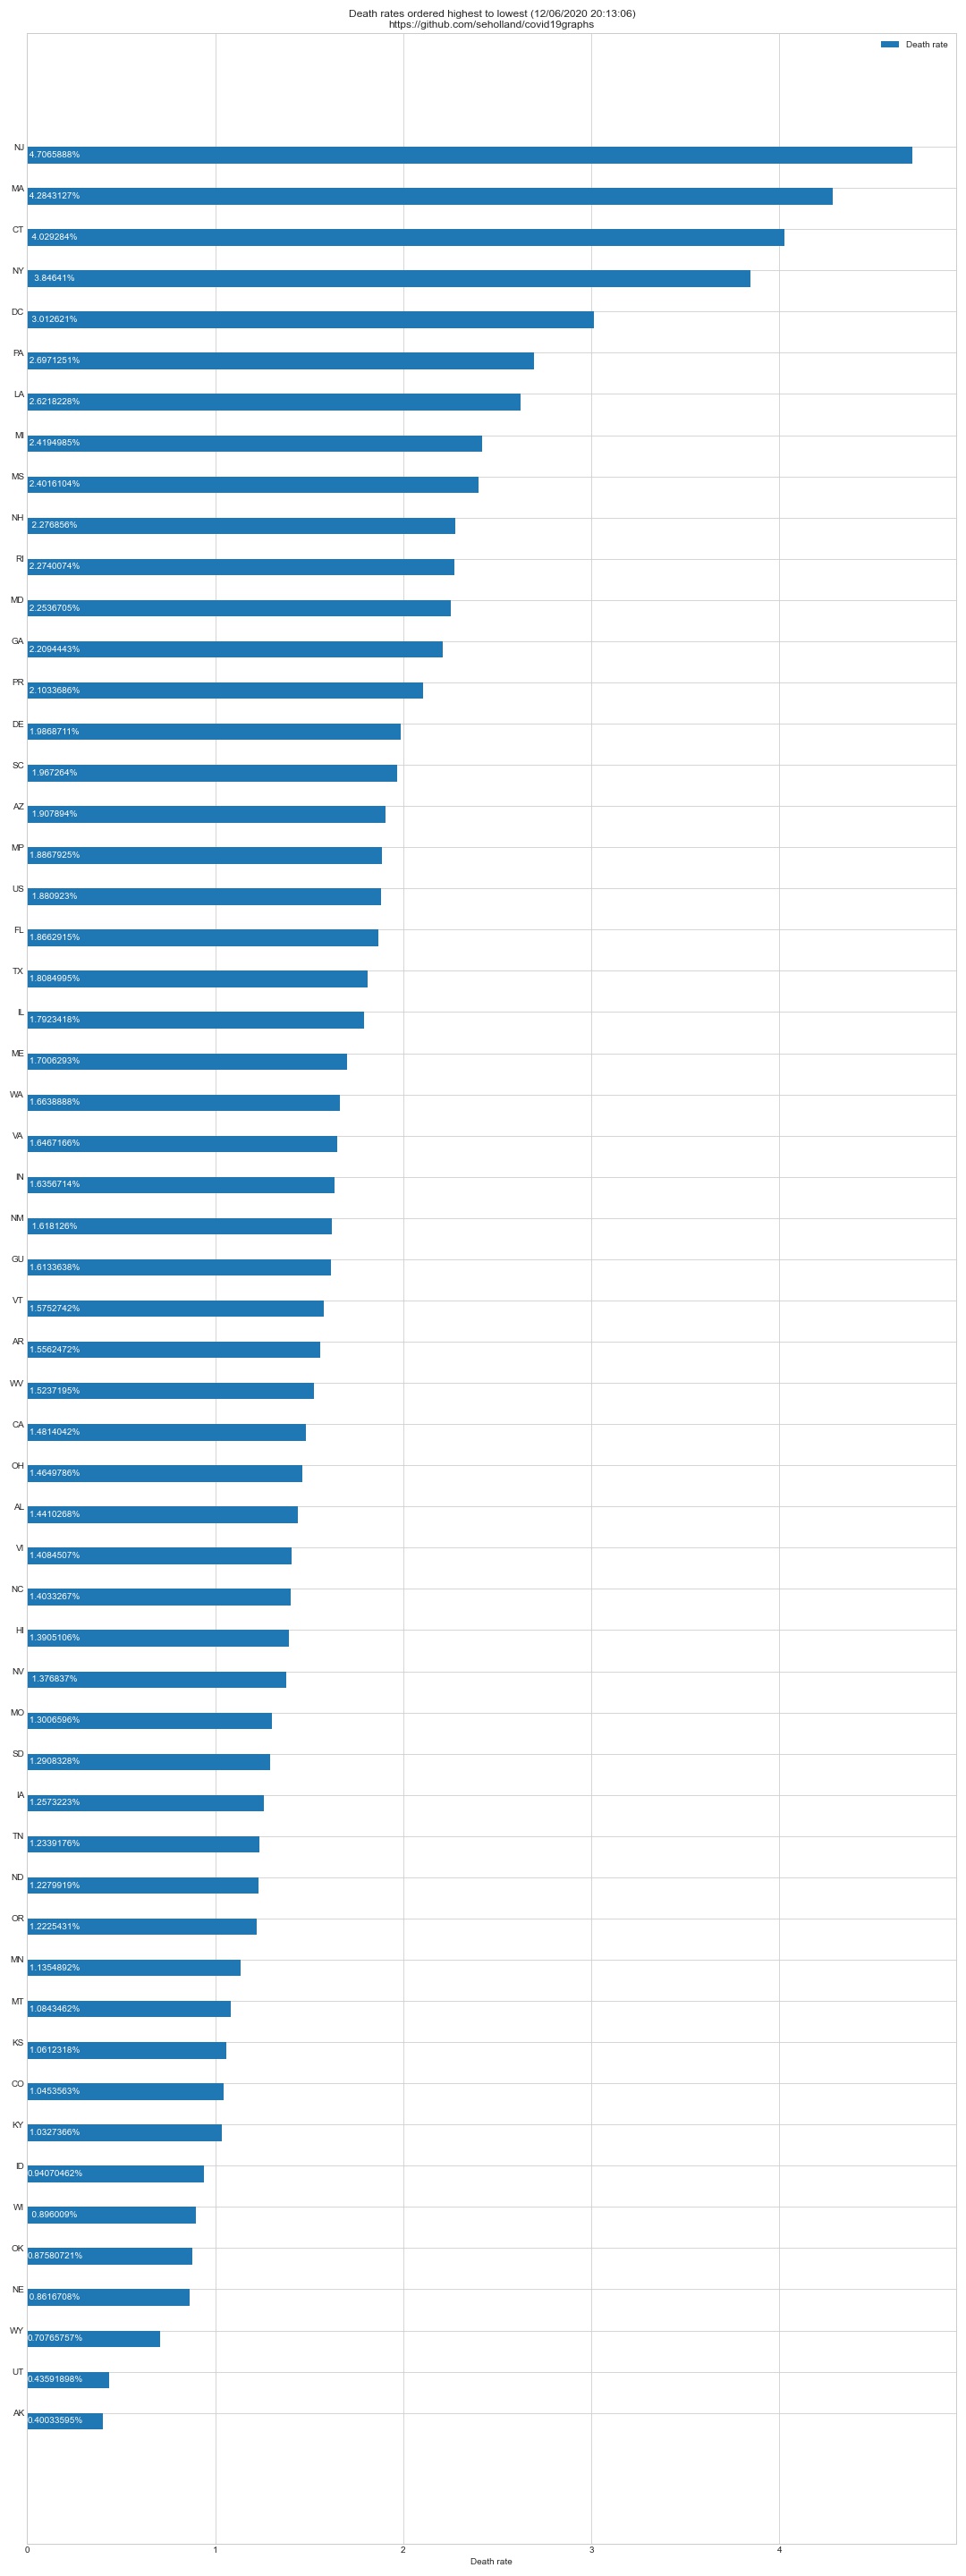 Death rates ordered highest to lowest (12/06/2020 20:13:06)
https://github.com/seholland/covid19graphs
Death rate
NJ 4.7065888%
MA 4.2843127%
CT 4.029284%
NY 3.84641%
DC 3.012621%
PA 2.6971251%
LA 2.6218228%
MI 2.4194985%
MS 2.4016104%
NH 2.276856%
RI 2.2740074%
MD 2.2536705%
GA 2.2094443%
PR 2.1033686%
DE 1.9868711%
SC 1.967264%
AZ 1.907894%
MP 1.8867925%
US 1.880923%
FL 1.8662915%
TX 1.8084995%
IL 1.7923418%
ME 1.7006293%
WA 1.6638888%
VA 1.6467166%
IN 1.6356714%
NM 1.618126%
GU 1.6133638%
VT 1.5752742%
AR 1.5562472%
WV 1.5237195%
CA 1.4814042%
OH 1.4649786%
AL 1.4410268%
VI 1.4084507%
NC 1.4033267%
HI 1.3905106%
NV 1.376837%
MO 1.3006596%
SD 1.2908328%
IA 1.2573223%
TN 1.2339176%
ND 1.2279919%
OR 1.2225431%
MN 1.1354892%
MT 1.0843462%
KS 1.0612318%
CO 1.0453563%
KY 1.0327366%
ID 0.94070462%
WI 0.896009%
OK 0.87580721%
NE 0.8616708%
WY 0.70765757%
UT 0.43591898%
AK 0.40033595%
0 1 2 3 4
Death rate